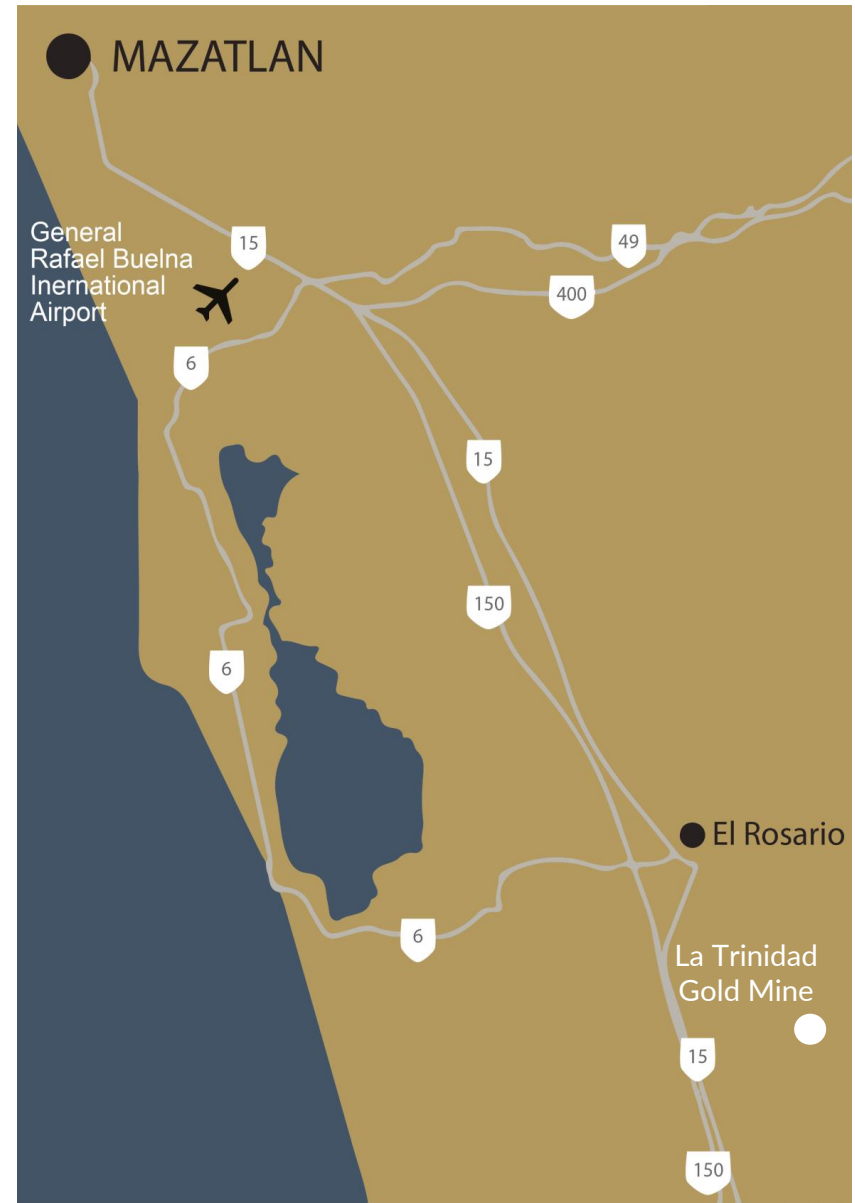 MAZATLAN
General
Rafael Buelna
Inernational
Airport
15
49
400
6
15
150
6
El Rosario
6
La Trinidad
Gold Mine
15
150